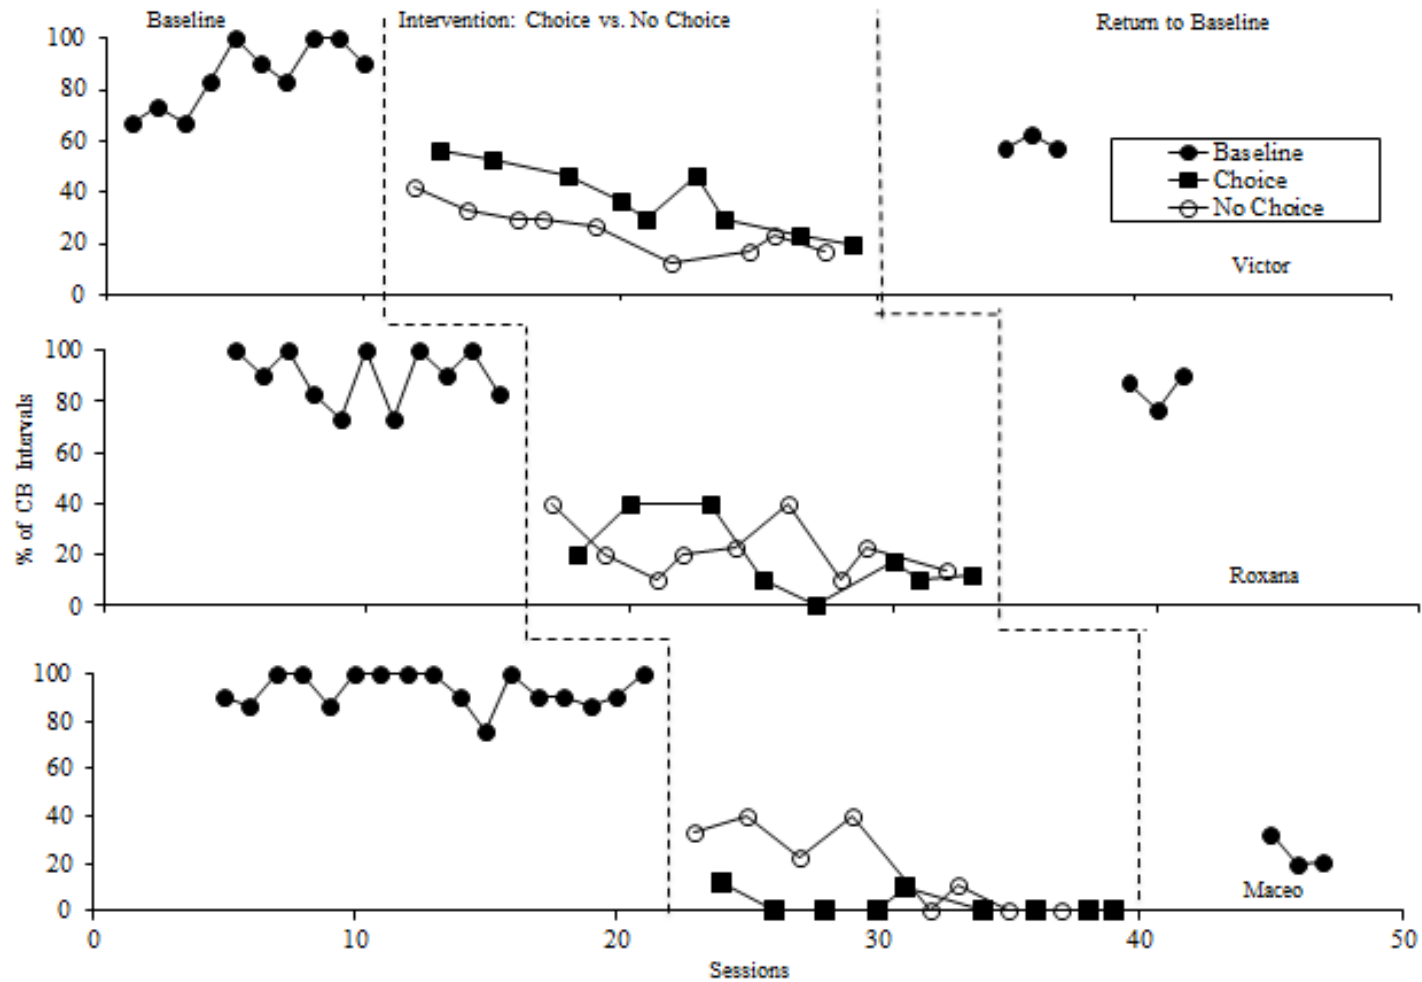 Baseline
Intervention: Choice vs. No Choice
Return to Baseline
100
80
60
40
20
0
Baseline
Choice
No Choice
Victor
% of CB Intervals
100
80
60
40
20
0
Roxana
100
80
60
40
20
0
Maceo
0 10 20 30 40 50
Sessions